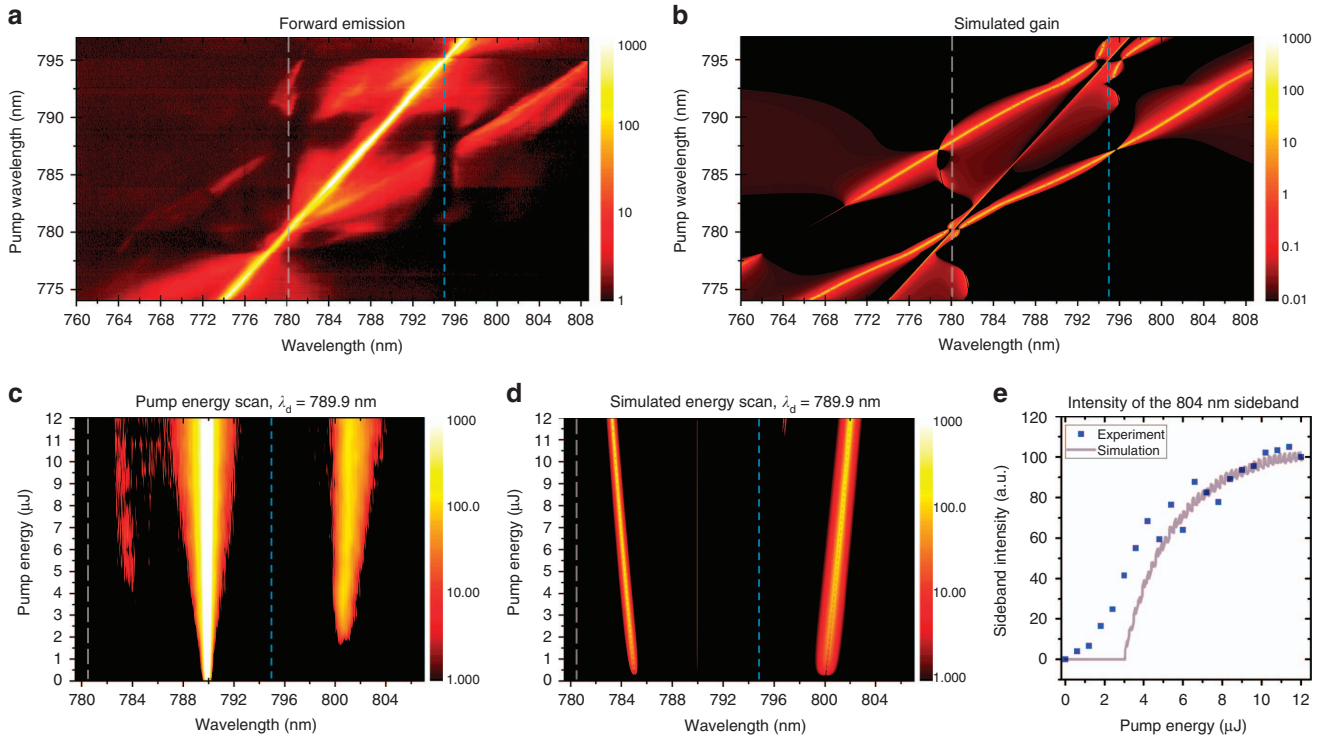 a
Forward emission
Pump wavelength (nm)
795
790
785
780
775
760 764 768 772 776 780 784 788 792 796 800 804 808
Wavelength (nm)
1000
100
10
1
b
Simulated gain
Pump wavelength (nm)
795
790
785
780
775
760 764 768 772 776 780 784 788 792 796 800 804 808
Wavelength (nm)
1000
100
10
1
0.1
0.01
c
Pump energy scan, λd = 789.9 nm
Pump energy (μJ)
12
11
10
9
8
7
6
5
4
3
2
1
0
780 784 788 792 796 800 804
Wavelength (nm)
1000
100.0
10.00
1.000
d
Simulated energy scan, λd = 789.9 nm
Pump energy (μJ)
12
11
10
9
8
7
6
5
4
3
2
1
0
780 784 788 792 796 800 804
Wavelength (nm)
1000
100.0
10.00
1.000
e
Intensity of the 804 nm sideband
Sideband intensity (a.u.)
120
100
80
60
40
20
0
Experiment
Simulation
0 2 4 6 8 10 12
Pump energy (μJ)